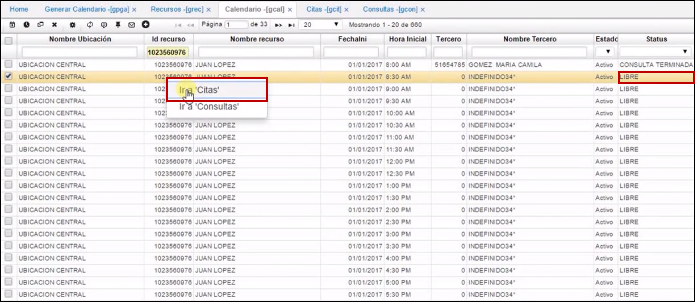 Home Generar Calendario -[gpga] × Recursos -[grec] × Calendario -[gcal] × Citas -[gcit] × Consultas -[gcon] ×
Página 1 de 33 20 Mostrando 1 - 20 de 660
Nombre Ubicación Id recurso Nombre recurso FechaIni Hora Inicial Tercero Nombre Tercero Estado Status
1023560976
UBICACION CENTRAL 1023560976 JUAN LOPEZ 01/01/2017 8:00 AM 51654785 GOMEZ MARIA CAMILA Activo CONSULTA TERMINADA
UBICACION CENTRAL 1023560976 JUAN LOPEZ 01/01/2017 8:30 AM 0 INDEFINIDO34° Activo LIBRE
UBICACION CENTRAL 01/01/2017 9:00 AM 0 INDEFINIDO34° Activo LIBRE
Ir a 'Citas'
UBICACION CENTRAL 01/01/2017 9:30 AM 0 INDEFINIDO34° Activo LIBRE
Ir a 'Consultas'
UBICACION CENTRAL 01/01/2017 10:00 AM 0 INDEFINIDO34° Activo LIBRE
UBICACION CENTRAL 1023560976 JUAN LOPEZ 01/01/2017 10:30 AM 0 INDEFINIDO34° Activo LIBRE
UBICACION CENTRAL 1023560976 JUAN LOPEZ 01/01/2017 11:00 AM 0 INDEFINIDO34° Activo LIBRE
UBICACION CENTRAL 1023560976 JUAN LOPEZ 01/01/2017 11:30 AM 0 INDEFINIDO34° Activo LIBRE
UBICACION CENTRAL 1023560976 JUAN LOPEZ 01/01/2017 12:00 PM 0 INDEFINIDO34° Activo LIBRE
UBICACION CENTRAL 1023560976 JUAN LOPEZ 01/01/2017 12:30 PM 0 INDEFINIDO34° Activo LIBRE
UBICACION CENTRAL 1023560976 JUAN LOPEZ 01/01/2017 1:00 PM 0 INDEFINIDO34° Activo LIBRE
UBICACION CENTRAL 1023560976 JUAN LOPEZ 01/01/2017 1:30 PM 0 INDEFINIDO34° Activo LIBRE
UBICACION CENTRAL 1023560976 JUAN LOPEZ 01/01/2017 2:00 PM 0 INDEFINIDO34° Activo LIBRE
UBICACION CENTRAL 1023560976 JUAN LOPEZ 01/01/2017 2:30 PM 0 INDEFINIDO34° Activo LIBRE
UBICACION CENTRAL 1023560976 JUAN LOPEZ 01/01/2017 3:00 PM 0 INDEFINIDO34° Activo LIBRE
UBICACION CENTRAL 1023560976 JUAN LOPEZ 01/01/2017 3:30 PM 0 INDEFINIDO34° Activo LIBRE
UBICACION CENTRAL 1023560976 JUAN LOPEZ 01/01/2017 4:00 PM 0 INDEFINIDO34° Activo LIBRE
UBICACION CENTRAL 1023560976 JUAN LOPEZ 01/01/2017 4:30 PM 0 INDEFINIDO34° Activo LIBRE
UBICACION CENTRAL 1023560976 JUAN LOPEZ 01/01/2017 5:00 PM 0 INDEFINIDO34° Activo LIBRE
UBICACION CENTRAL 1023560976 JUAN LOPEZ 01/01/2017 5:30 PM 0 INDEFINIDO34° Activo LIBRE